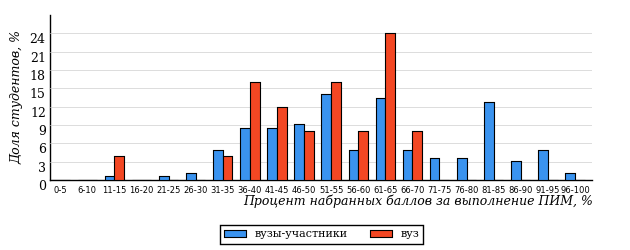 Доля студентов, %
24
21
18
15
12
9
6
3
0
0-5 6-10 11-15 16-20 21-25 26-30 31-35 36-40 41-45 46-50 51-55 56-60 61-65 66-70 71-75 76-80 81-85 86-90 91-95 96-100
Процент набранных баллов за выполнение ПИМ, %
вузы-участники вуз